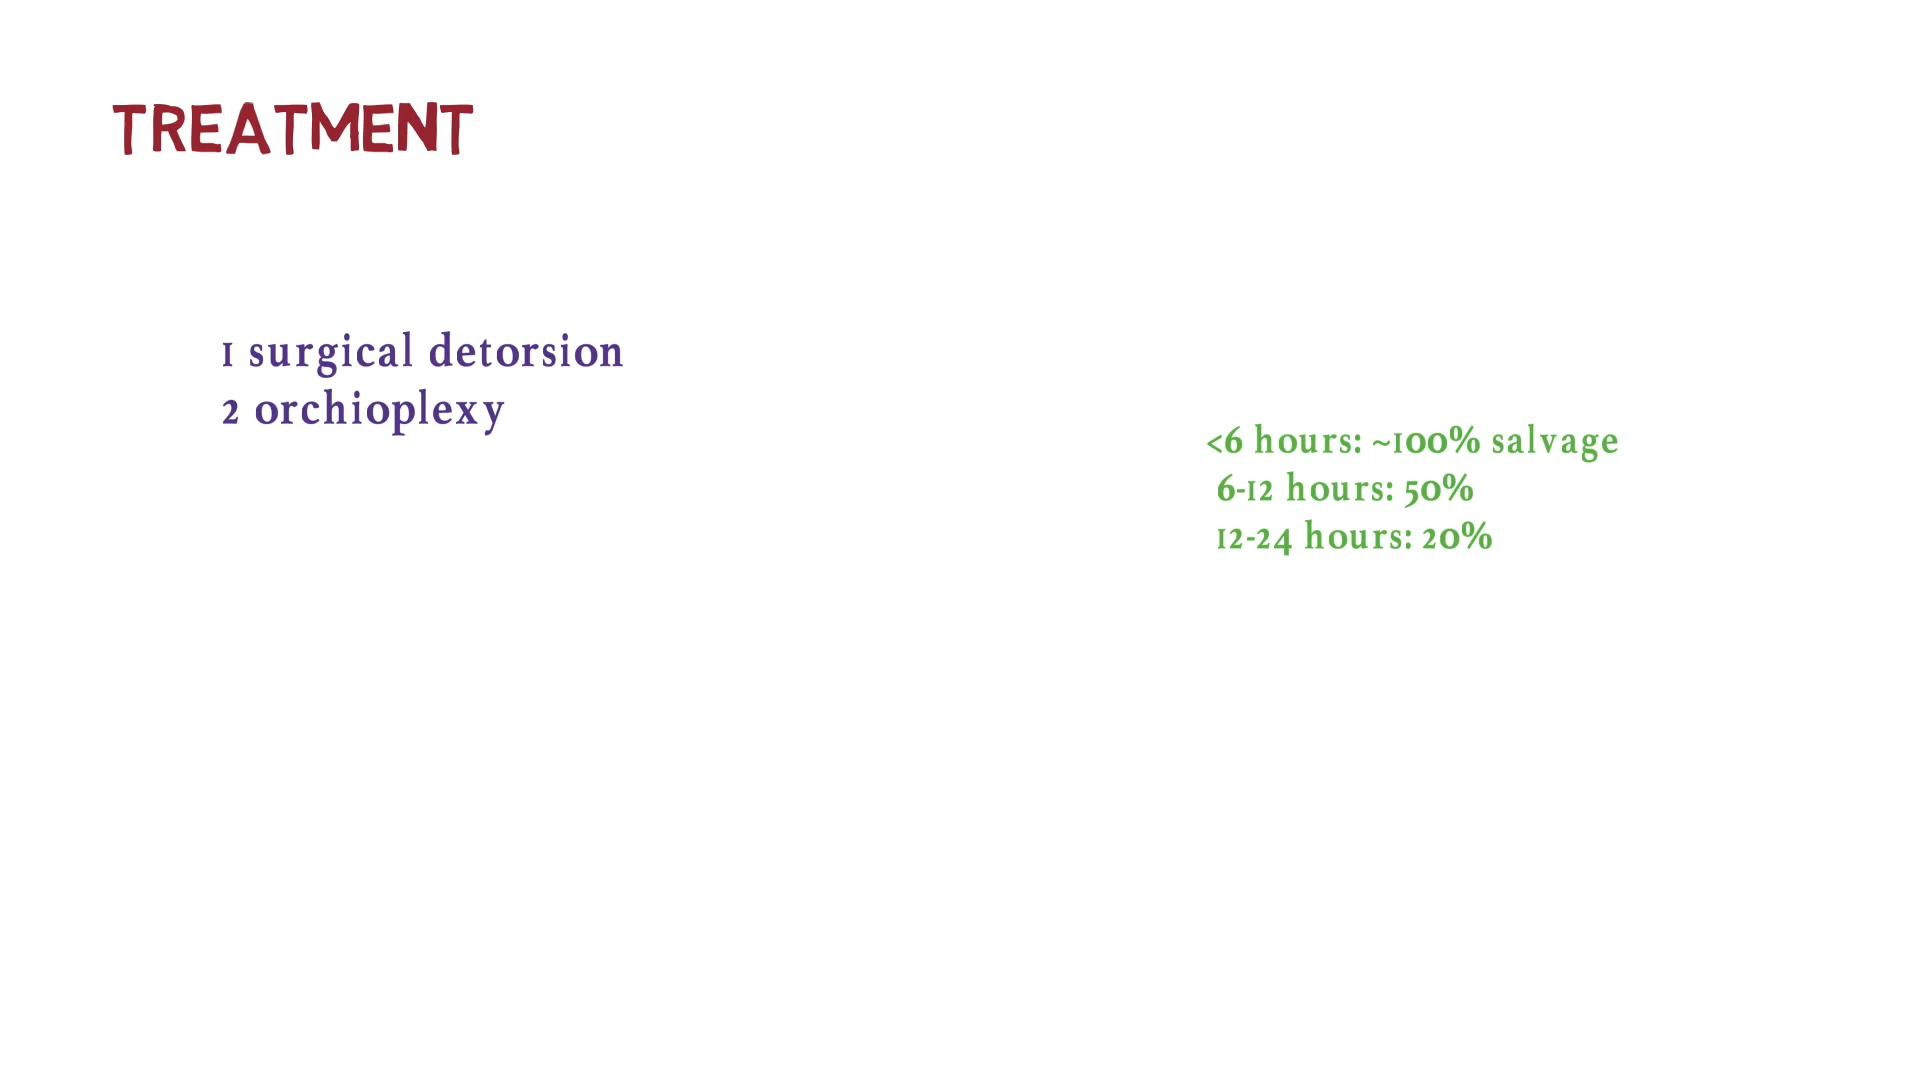 TREATMENT
1 surgical detorsion
2 orchioplexy
<6 hours: ~100% salvage
6-12 hours: 50%
12-24 hours: 20%